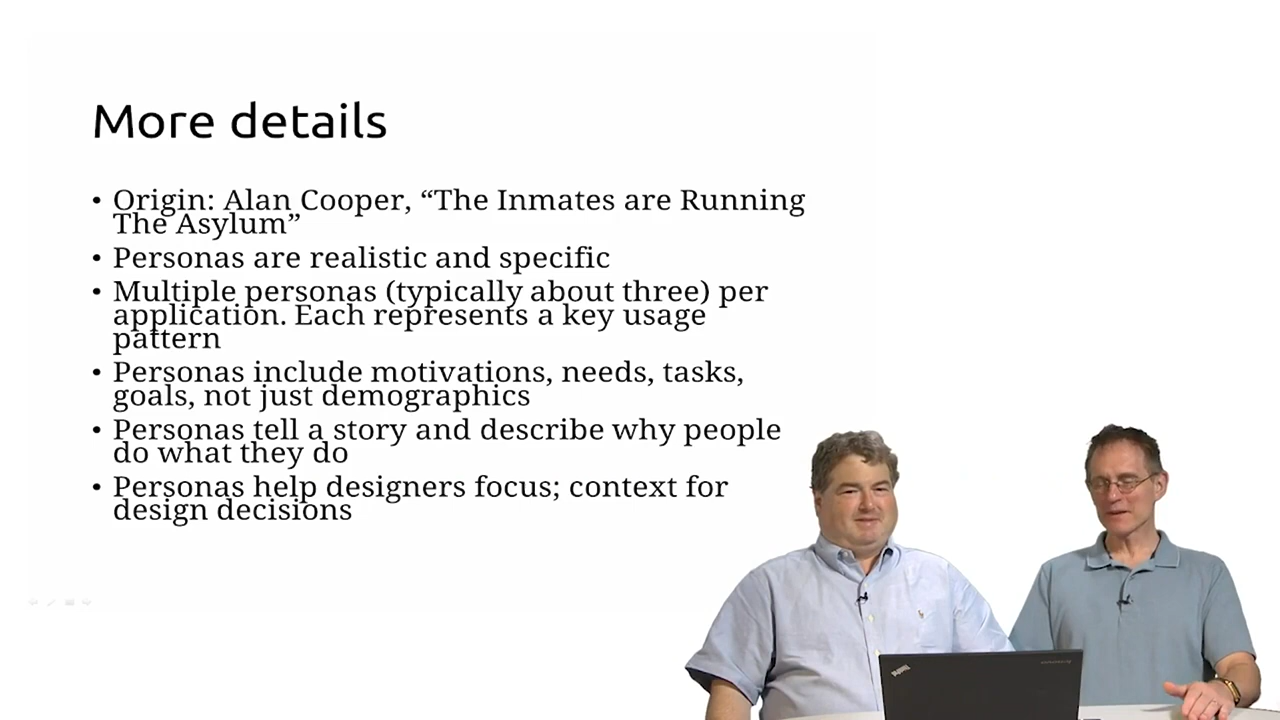 More details
• Origin: Alan Cooper, “The Inmates are Running
The Asylum”
• Personas are realistic and specific
• Multiple personas (typically about three) per
application. Each represents a key usage
pattern
• Personas include motivations, needs, tasks,
goals, not just demographics
• Personas tell a story and describe why people
do what they do
• Personas help designers focus; context for
design decisions
ThinkPad